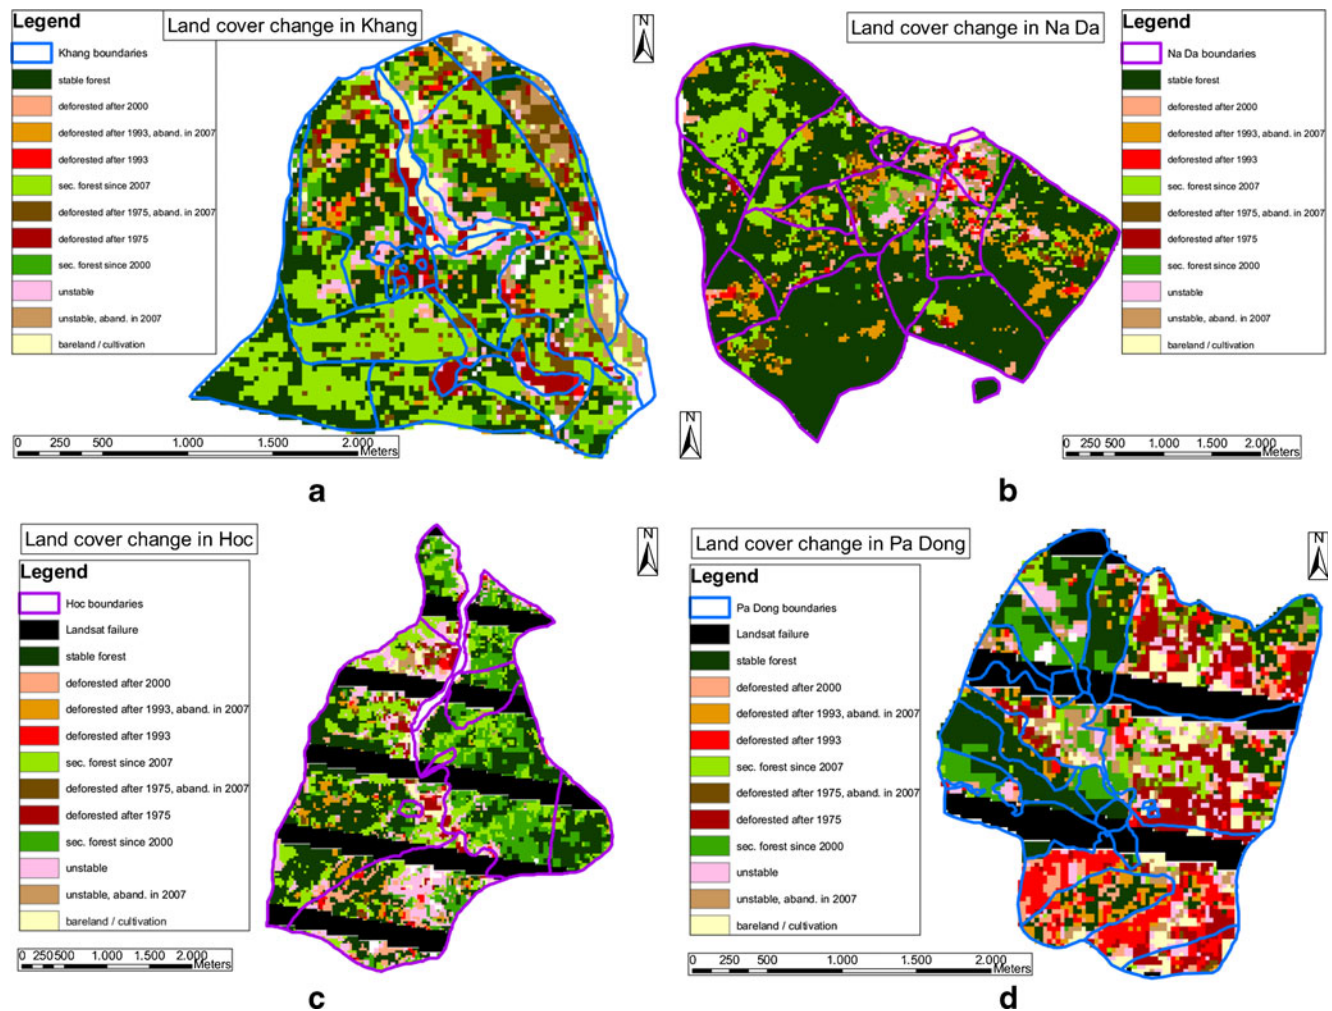 Legend
Khang boundaries
stable forest
deforested after 2000
deforested after 1993, aband. in 2007
deforested after 1993
sec. forest since 2007
deforested after 1975, aband. in 2007
deforested after 1975
sec. forest since 2000
unstable
unstable, aband. in 2007
bareland / cultivation
Land cover change in Khang
N
0 250 500 1.000 1.500 2.000
Meters
a
Land cover change in Na Da
N
Legend
Na Da boundaries
stable forest
deforested after 2000
deforested after 1993, aband. in 2007
deforested after 1993
sec. forest since 2007
deforested after 1975, aband. in 2007
deforested after 1975
sec. forest since 2000
unstable
unstable, aband. in 2007
bareland / cultivation
N
0 250 500 1.000 1.500 2.000
Meters
b
Land cover change in Hoc
N
Legend
Hoc boundaries
Landsat failure
stable forest
deforested after 2000
deforested after 1993, aband. in 2007
deforested after 1993
sec. forest since 2007
deforested after 1975, aband. in 2007
deforested after 1975
sec. forest since 2000
unstable
unstable, aband. in 2007
bareland / cultivation
0 250500 1.000 1.500 2.000
Meters
c
Land cover change in Pa Dong
N
Legend
Pa Dong boundaries
Landsat failure
stable forest
deforested after 2000
deforested after 1993, aband. in 2007
deforested after 1993
sec. forest since 2007
deforested after 1975, aband. in 2007
deforested after 1975
sec. forest since 2000
unstable
unstable, aband. in 2007
bareland / cultivation
0 250 500 1.000 1.500 2.000
Meters
d